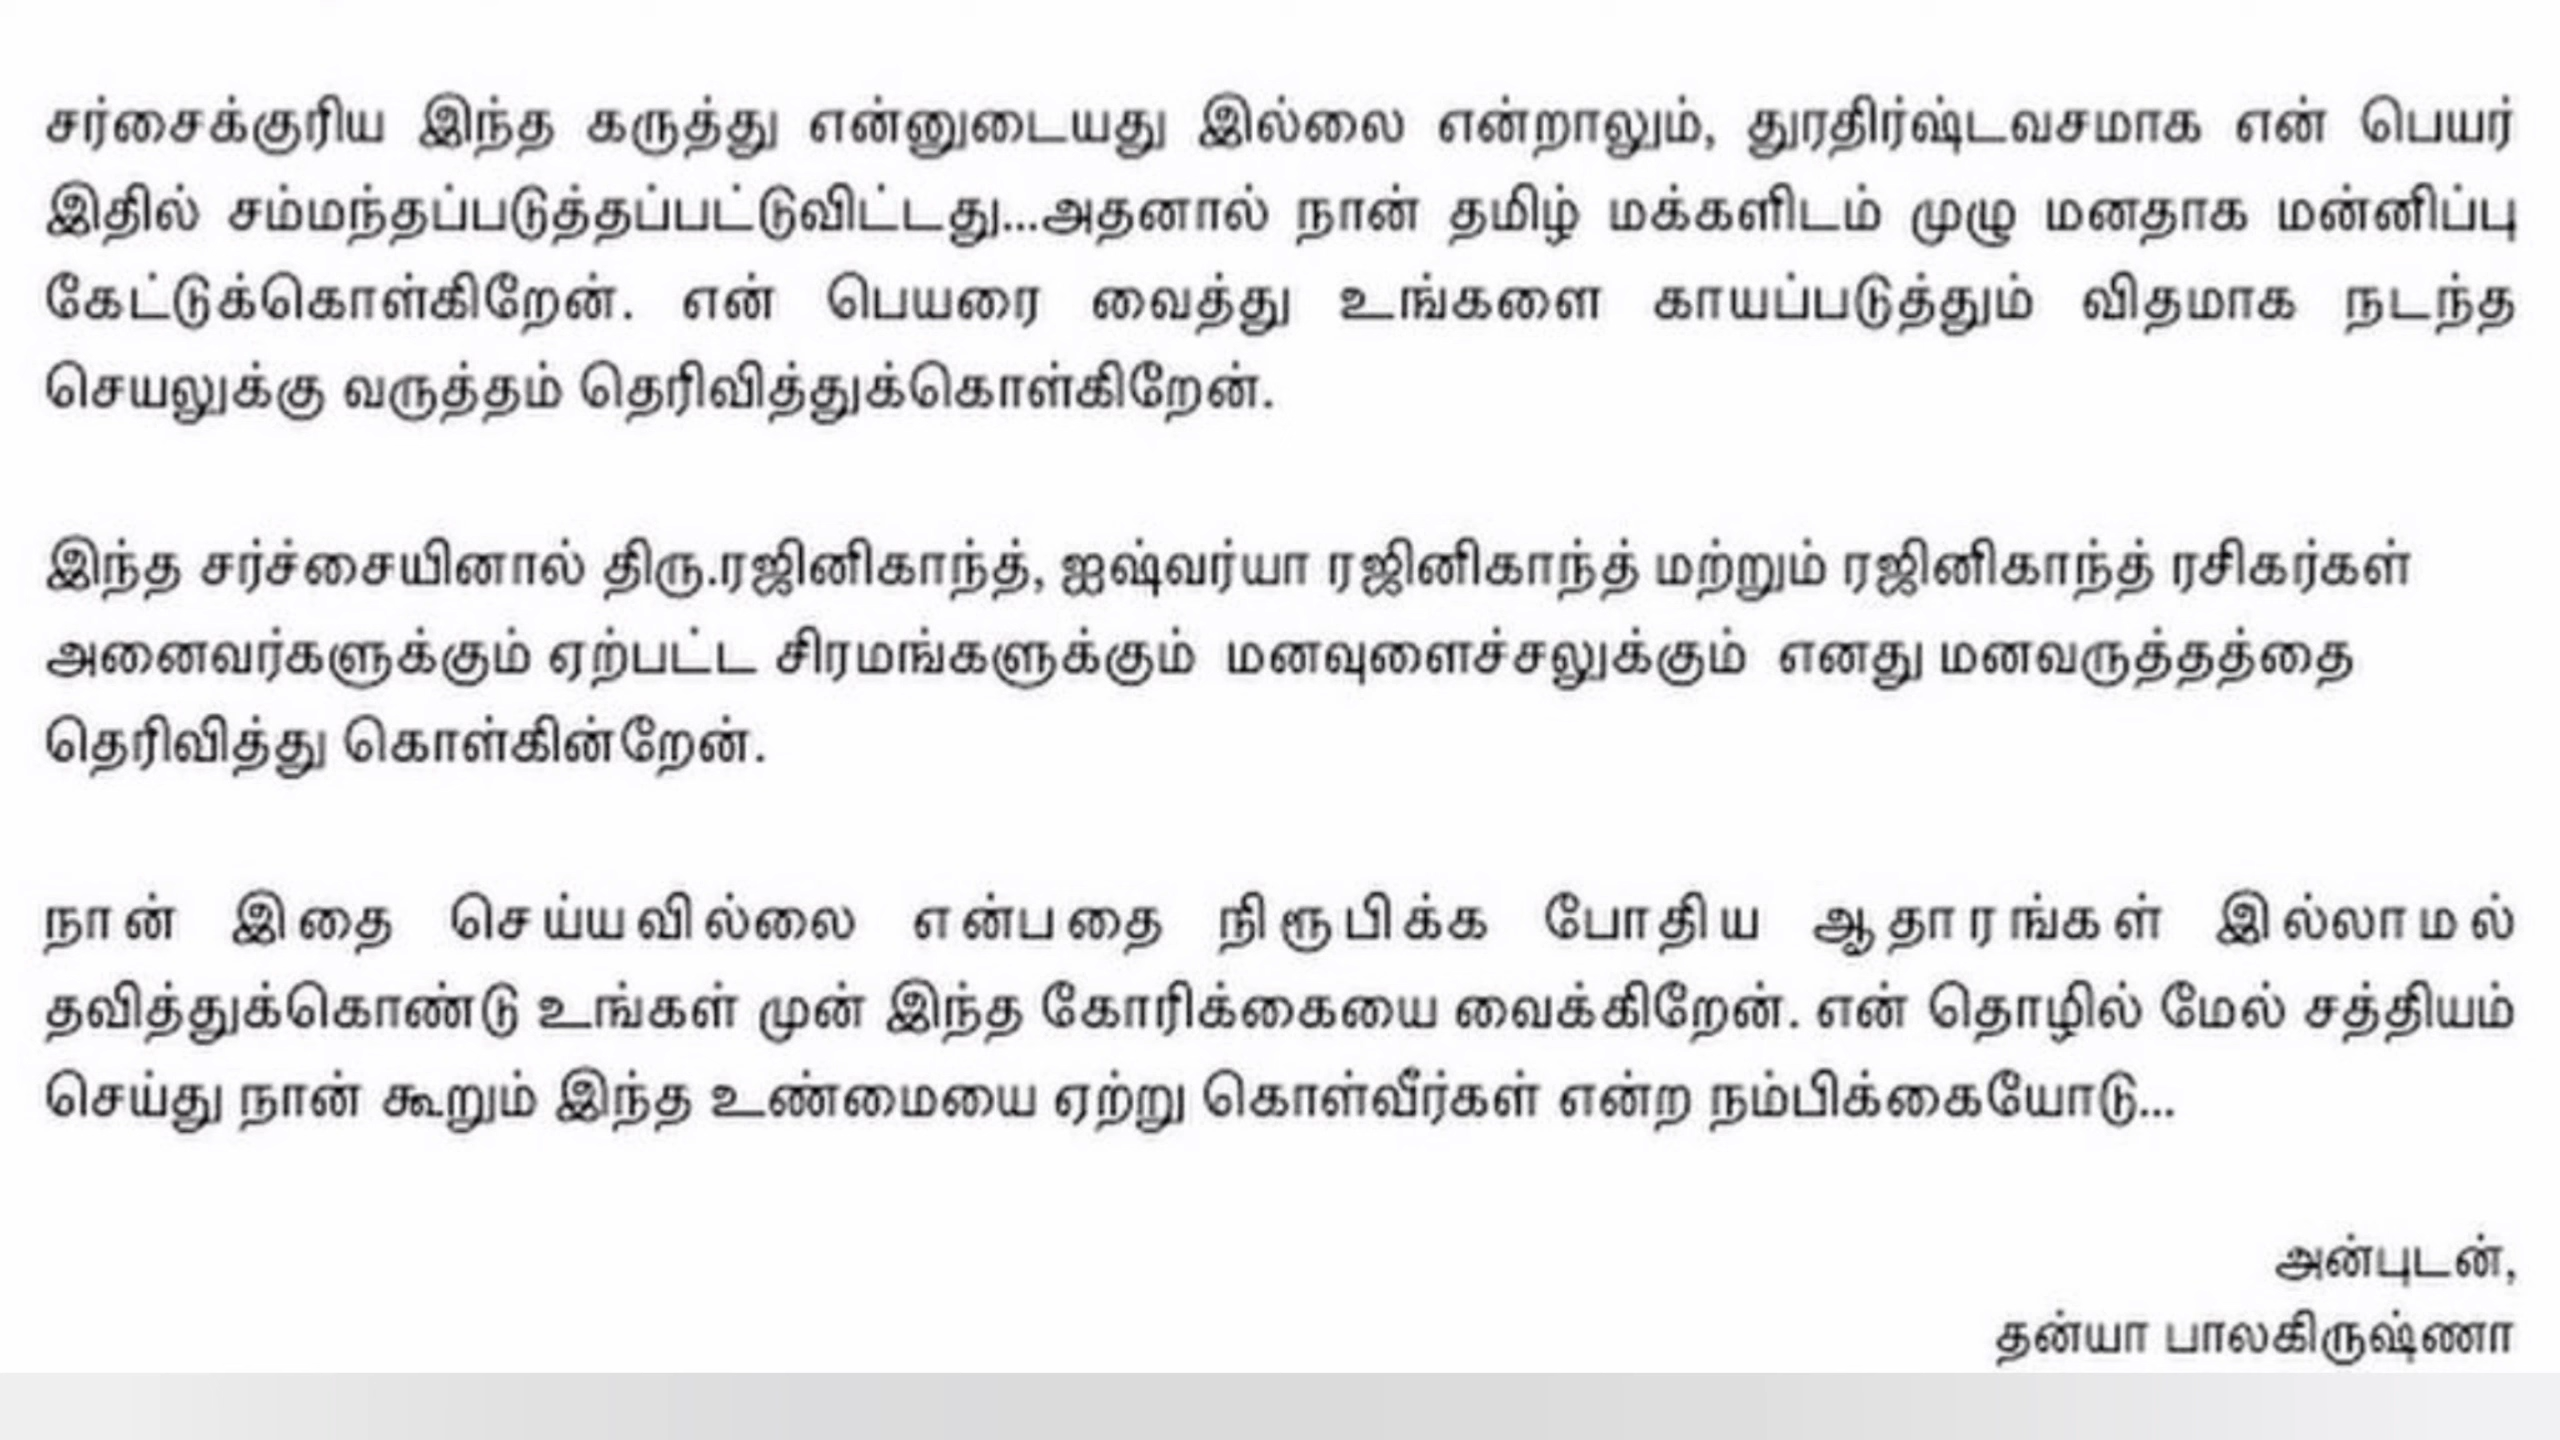 சர்சைக்குரிய இந்த கருத்து என்னுடையது இல்லை என்றாலும், துரதிர்ஷ்டவசமாக என் பெயர்
இதில் சம்மந்தப்படுத்தப்பட்டுவிட்டது...அதனால் நான் தமிழ் மக்களிடம் முழு மனதாக மன்னிப்பு
கேட்டுக்கொள்கிறேன். என் பெயரை வைத்து உங்களை காயப்படுத்தும் விதமாக நடந்த
செயலுக்கு வருத்தம் தெரிவித்துக்கொள்கிறேன்.
இந்த சர்ச்சையினால் திரு.ரஜினிகாந்த், ஐஷ்வர்யா ரஜினிகாந்த் மற்றும் ரஜினிகாந்த் ரசிகர்கள்
அனைவர்களுக்கும் ஏற்பட்ட சிரமங்களுக்கும் மனவுளைச்சலுக்கும் எனது மனவருத்தத்தை
தெரிவித்து கொள்கின்றேன்.
நான் இதை செய்யவில்லை என்பதை நிரூபிக்க போதிய ஆதாரங்கள் இல்லாமல்
தவித்துக்கொண்டு உங்கள் முன் இந்த கோரிக்கையை வைக்கிறேன். என் தொழில் மேல் சத்தியம்
செய்து நான் கூறும் இந்த உண்மையை ஏற்று கொள்வீர்கள் என்ற நம்பிக்கையோடு...
அன்புடன்,
தன்யா பாலகிருஷ்ணா